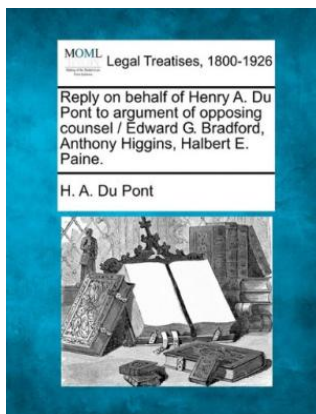 MOML Legal Treatises, 1800-1926
Reply on behalf of Henry A. Du
Pont to argument of opposing
counsel / Edward G. Bradford,
Anthony Higgins, Halbert E.
Paine.
H. A. Du Pont